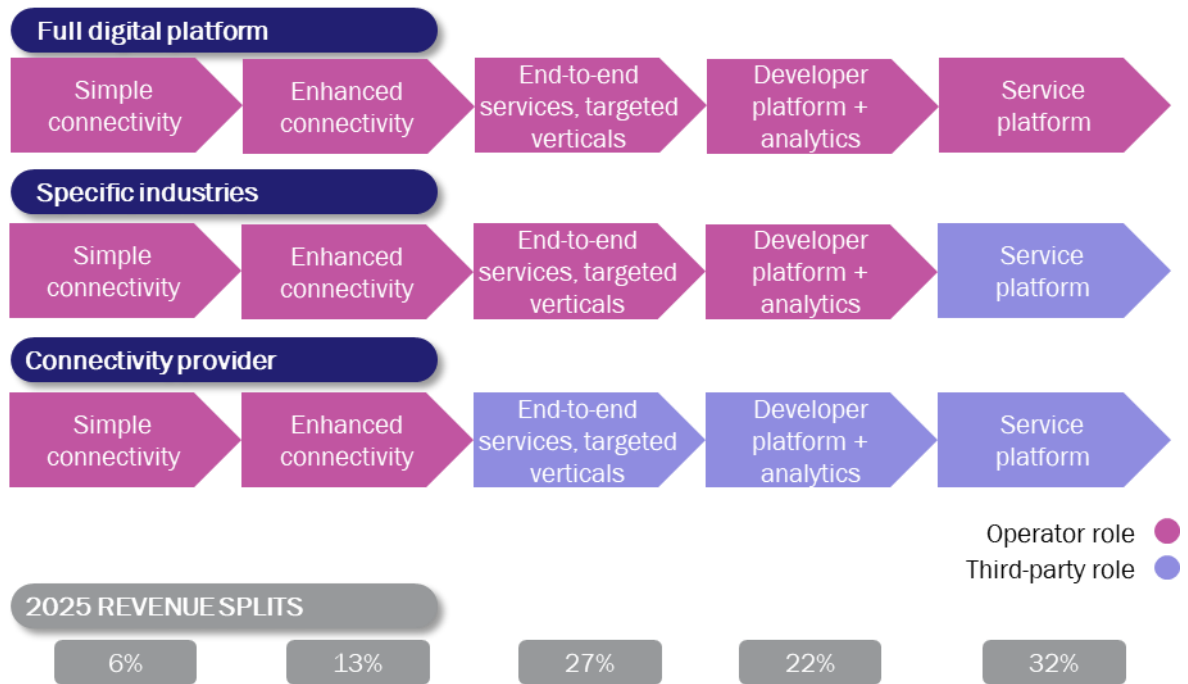 Full digital platform
Simple
connectivity
Enhanced
connectivity
End-to-end
services, targeted
verticals
Developer
platform +
analytics
Service
platform
Specific industries
Simple
connectivity
Enhanced
connectivity
End-to-end
services, targeted
verticals
Developer
platform +
analytics
Service
platform
Connectivity provider
Simple
connectivity
Enhanced
connectivity
End-to-end
services, targeted
verticals
Developer
platform +
analytics
Service
platform
Operator role
Third-party role
2025 REVENUE SPLITS
6%
13%
27%
22%
32%